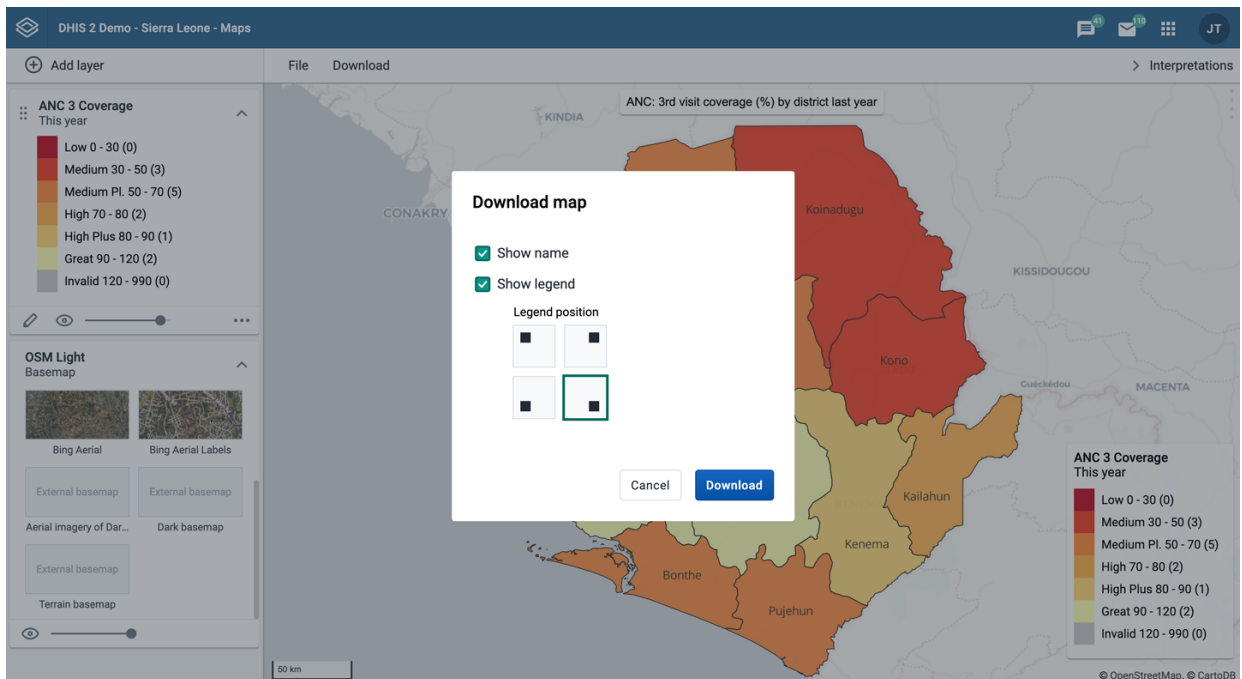 DHIS 2 Demo - Sierra Leone - Maps
41
110
JT
Add layer
File
Download
Interpretations
ANC 3 Coverage
This year
Low 0 - 30 (0)
Medium 30 - 50 (3)
Medium Pl. 50 - 70 (5)
High 70 - 80 (2)
High Plus 80 - 90 (1)
Great 90 - 120 (2)
Invalid 120 - 990 (0)
OSM Light
Basemap
Bing Aerial
Bing Aerial Labels
External basemap
External basemap
Aerial imagery of Dar...
Dark basemap
External basemap
Terrain basemap
ANC: 3rd visit coverage (%) by district last year
KINDIA
CONAKRY
Koinadugu
KISSIDOUGOU
Kono
Guéckédou
MACENTA
Kailahun
Kenema
Bonthe
Pujehun
Download map
Show name
Show legend
Legend position
Cancel
Download
ANC 3 Coverage
This year
Low 0 - 30 (0)
Medium 30 - 50 (3)
Medium Pl. 50 - 70 (5)
High 70 - 80 (2)
High Plus 80 - 90 (1)
Great 90 - 120 (2)
Invalid 120 - 990 (0)
50 km
© OpenStreetMap, © CartoDB